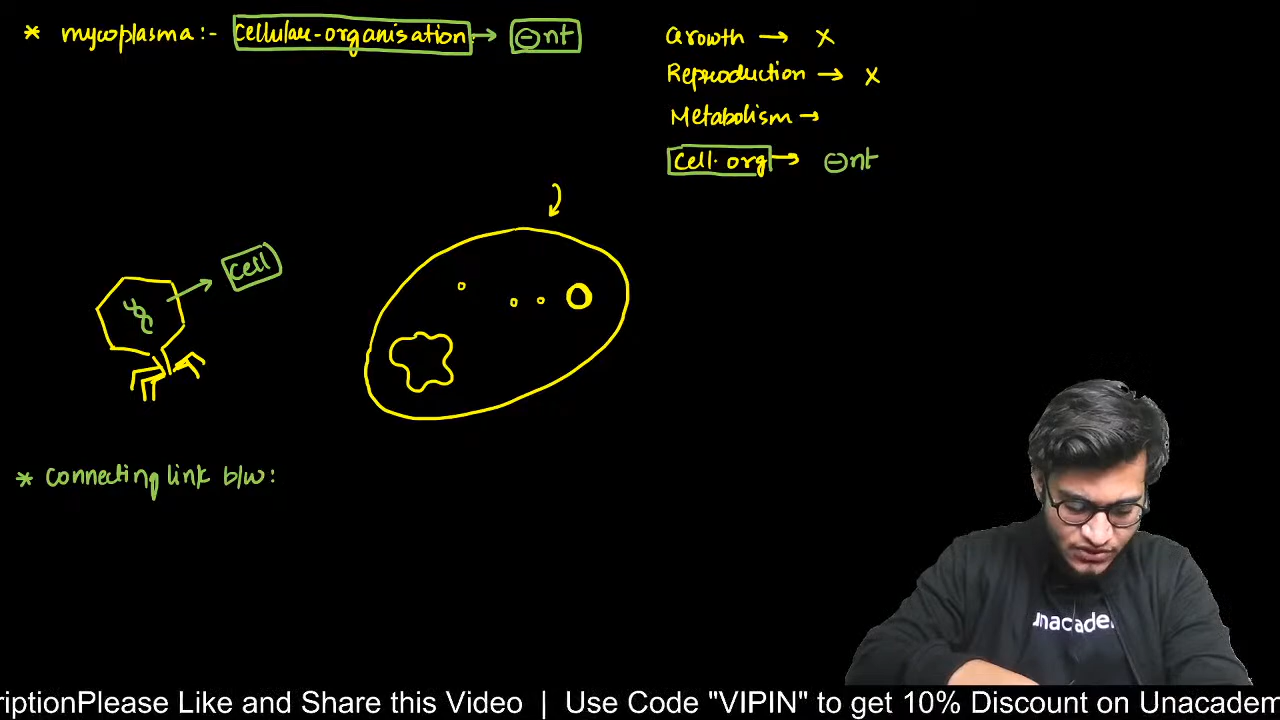 * mycoplasma :- cellular-organisation → ⊖nt
Growth → x
Reproduction → x
Metabolism →
Cell. org → ⊖nt
cell
* connecting link b/w :
unacade
riptionPlease Like and Share this Video | Use Code "VIPIN" to get 10% Discount on Unacadem